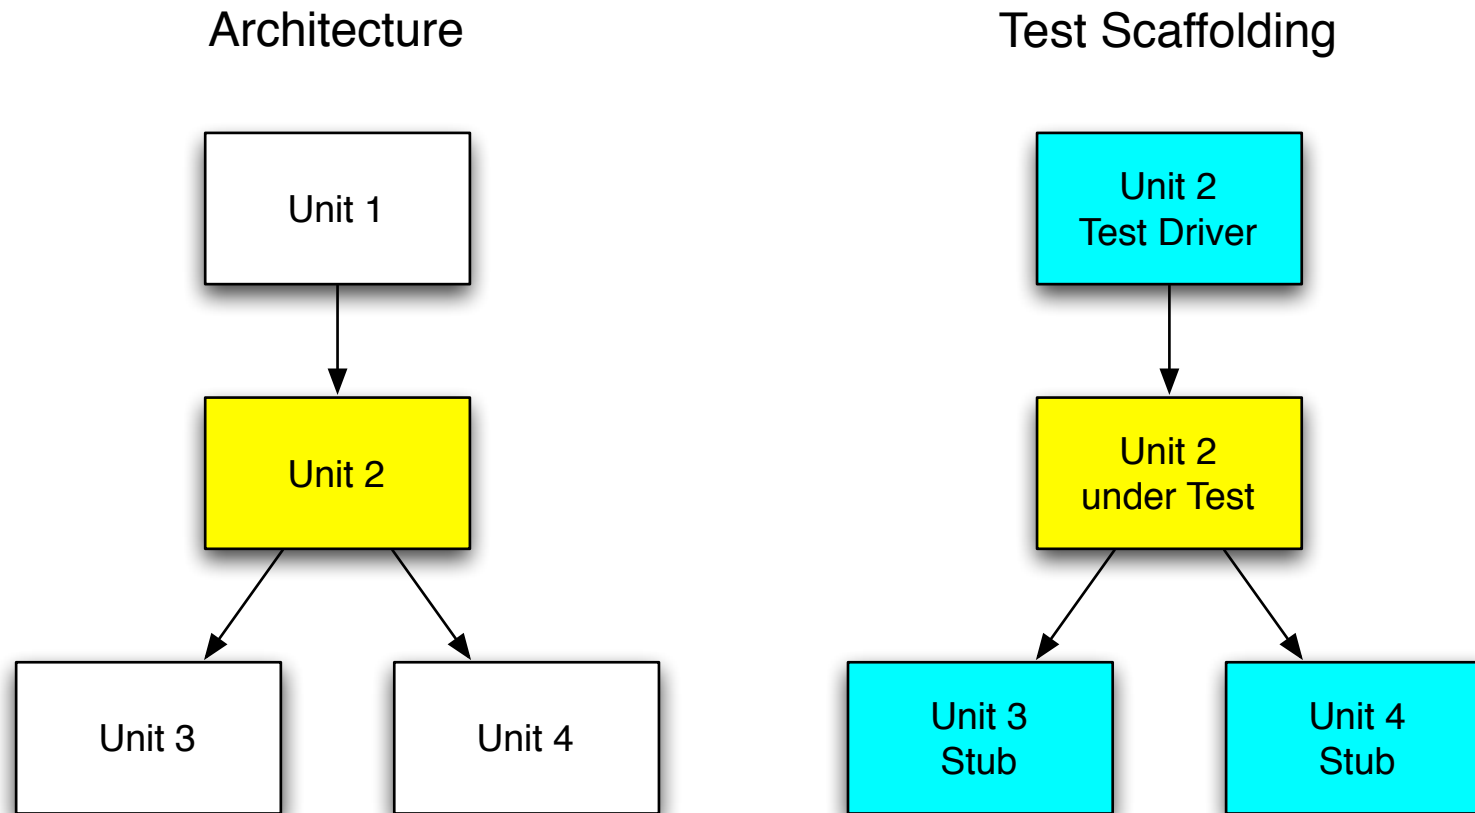 Architecture
Test Scaffolding
Unit 1
Unit 2
Test Driver
Unit 2
Unit 2
under Test
Unit 3
Unit 4
Unit 3
Stub
Unit 4
Stub